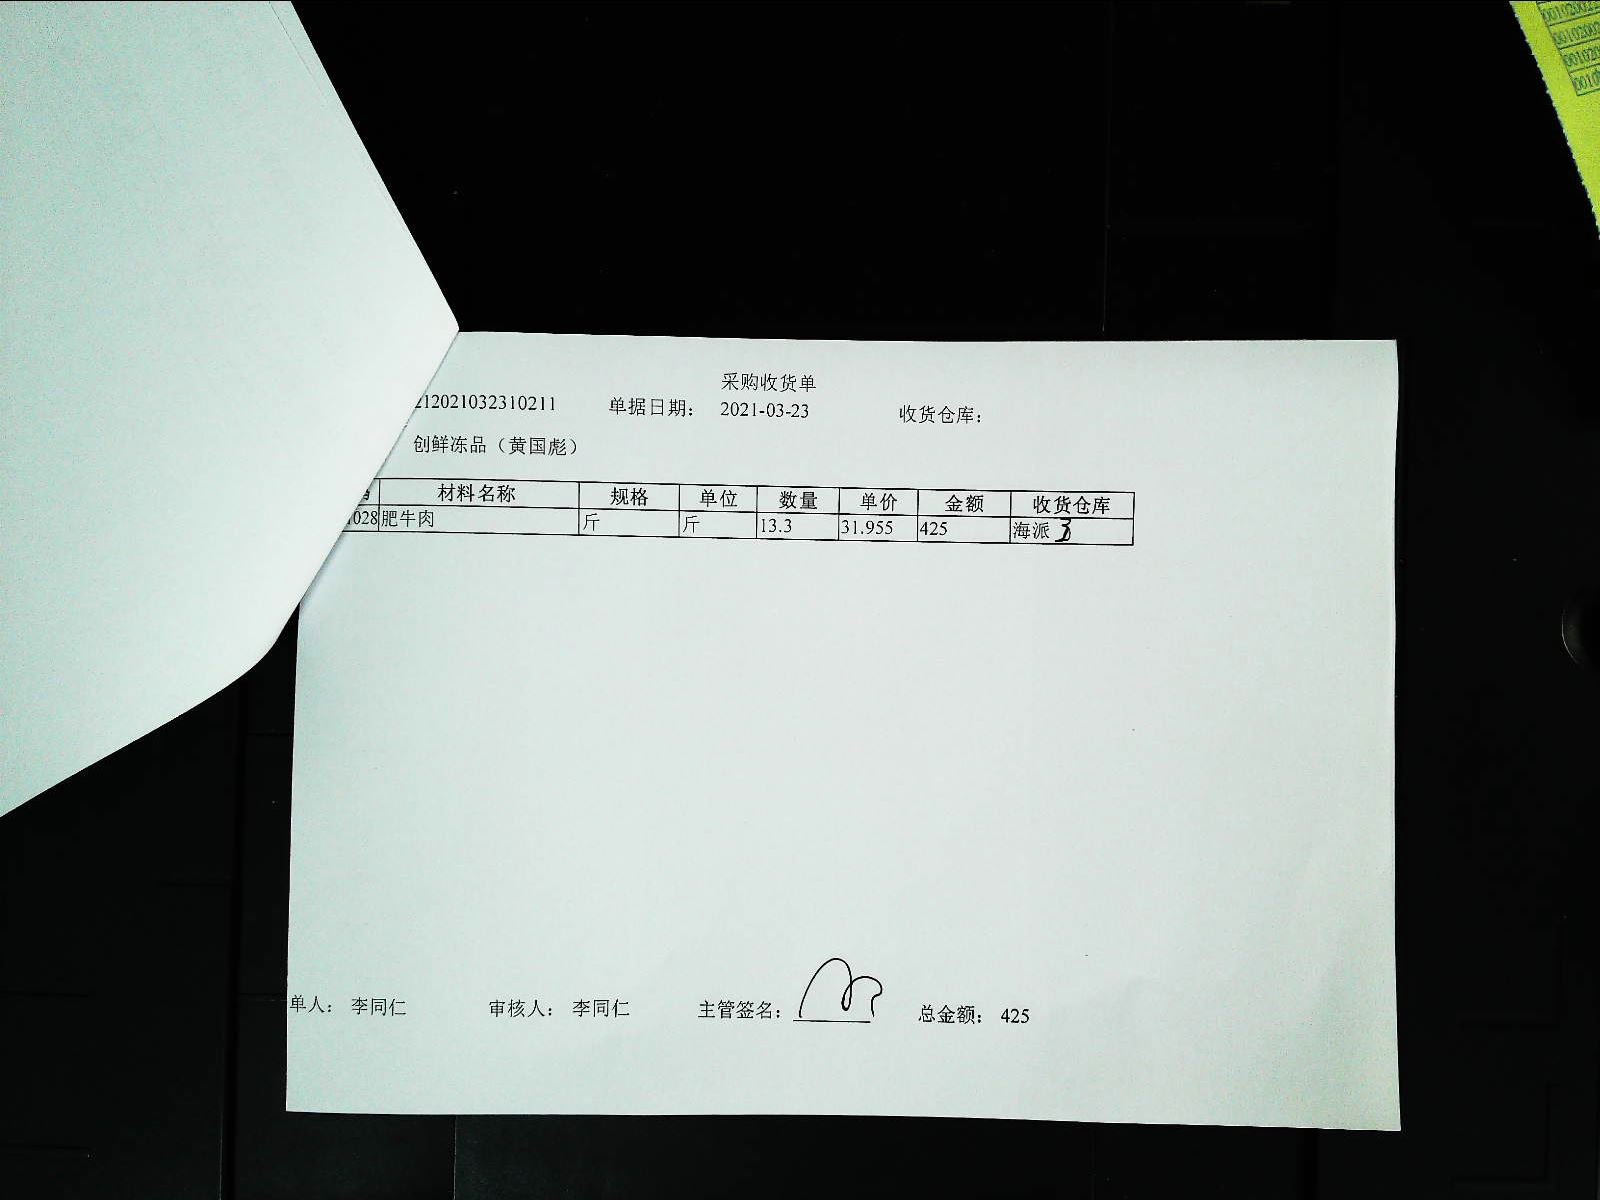 采购收货单
212021032310211 单据日期： 2021-03-23 收货仓库：
创鲜冻品（黄国彪）
材料名称 规格 单位 数量 单价 金额 收货仓库
1028 肥牛肉 斤 斤 13.3 31.955 425 海派
单人： 李同仁 审核人： 李同仁 主管签名： 总金额： 425